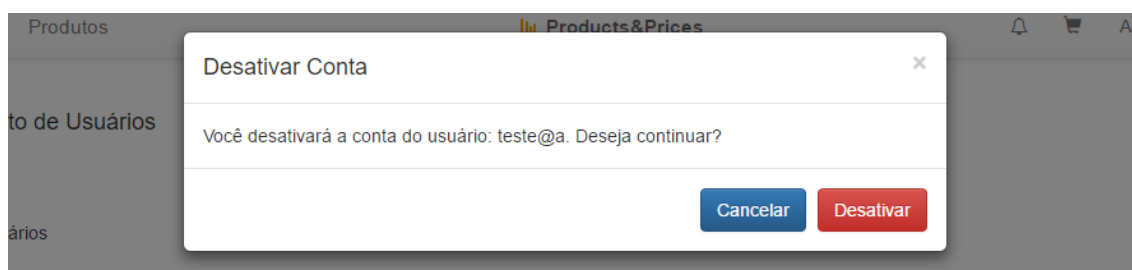 Produtos
Products&Prices
A
Desativar Conta
×
to de Usuários
Você desativará a conta do usuário: teste@a. Deseja continuar?
Cancelar
Desativar
ários